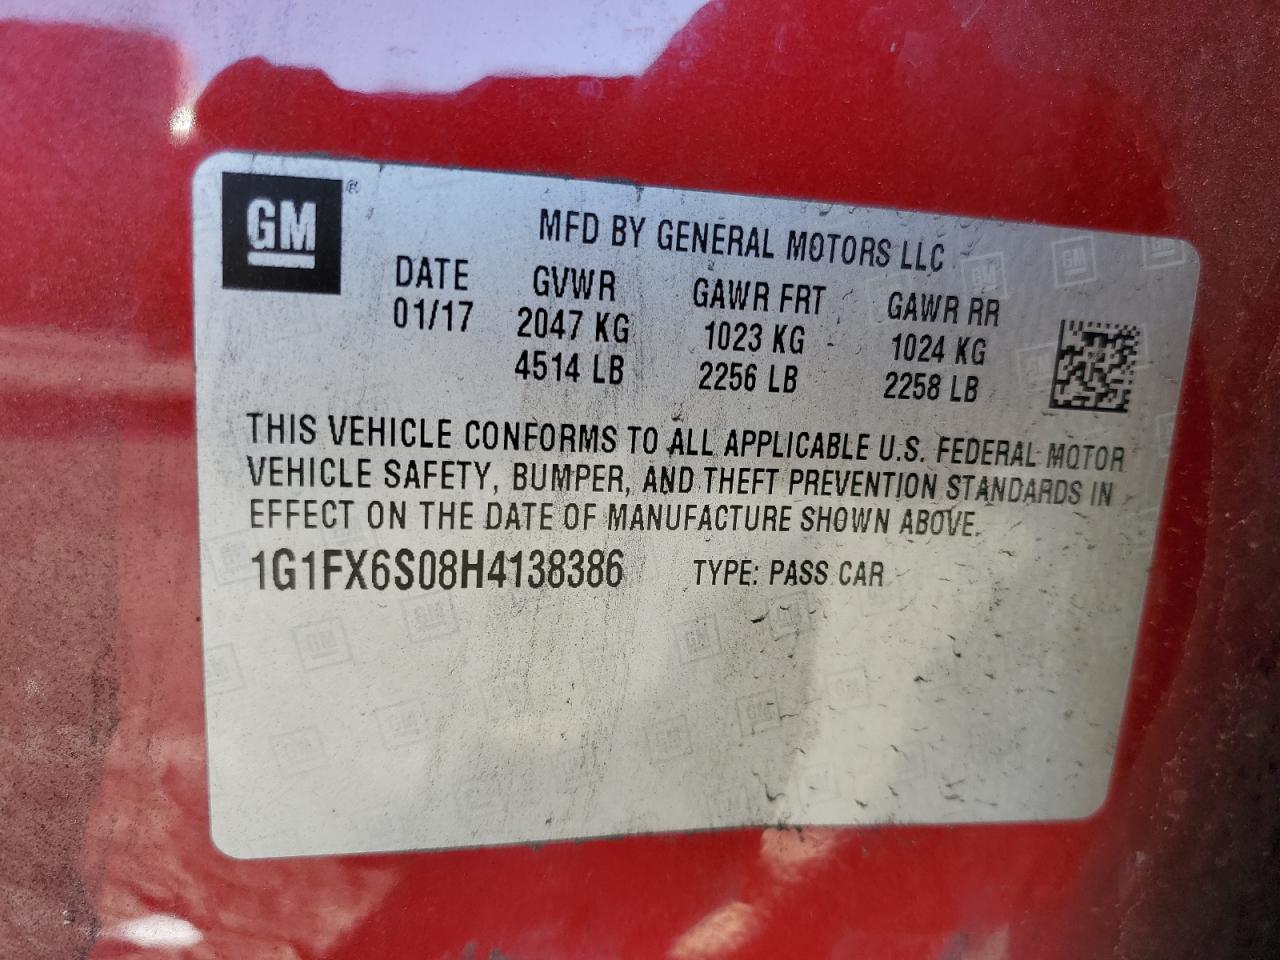 GM ®
MFD BY GENERAL MOTORS LLC
DATE GVWR GAWR FRT GAWR RR
01/17 2047 KG 1023 KG 1024 KG
4514 LB 2256 LB 2258 LB
THIS VEHICLE CONFORMS TO ALL APPLICABLE U.S. FEDERAL MOTOR
VEHICLE SAFETY, BUMPER, AND THEFT PREVENTION STANDARDS IN
EFFECT ON THE DATE OF MANUFACTURE SHOWN ABOVE.
1G1FX6S08H4138386 TYPE: PASS CAR